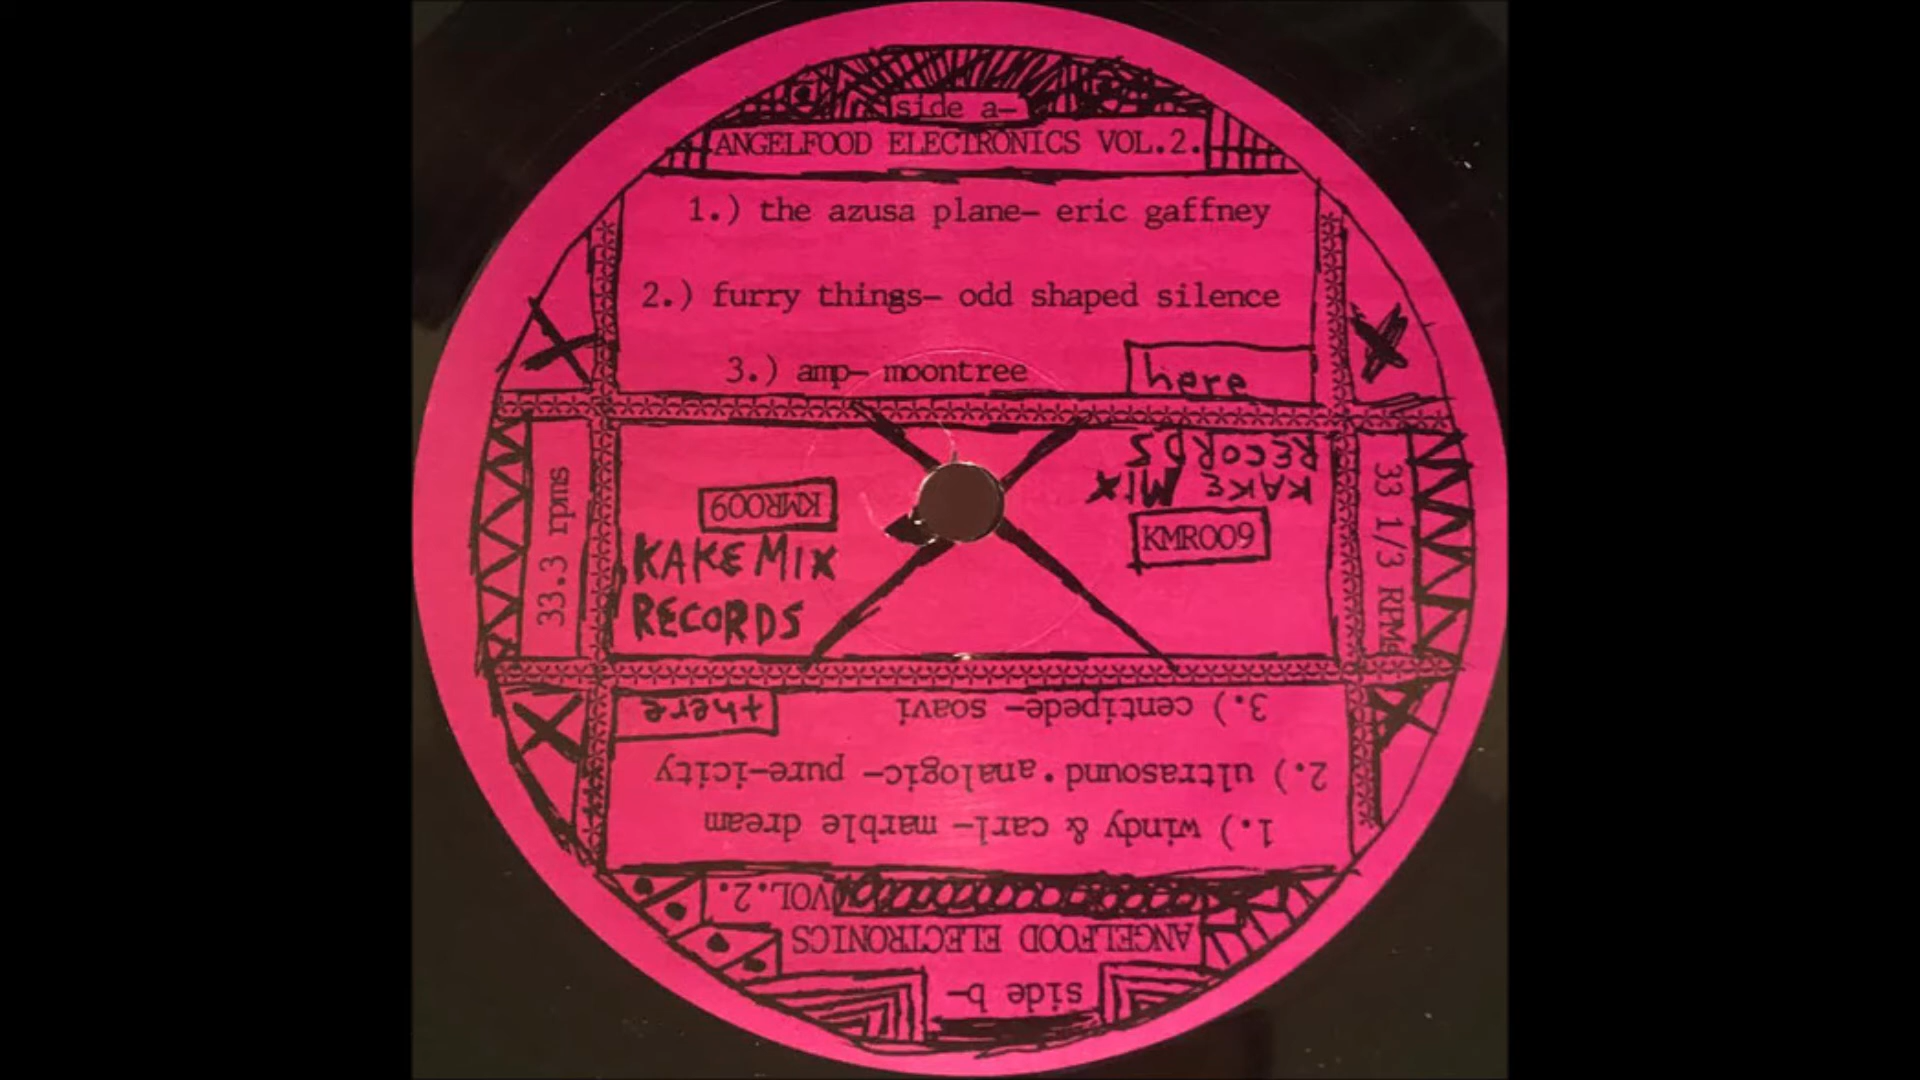 side a-
ANGELFOOD ELECTRONICS VOL.2.
1.) the azusa plane- eric gaffney
2.) furry things- odd shaped silence
3.) amp- moontree
here
33.3 rpms
KMR009
KAKE MIX
RECORDS
KAKE MIX
RECORDS
KMR009
33 1/3 RPMs
side b-
ANGELFOOD ELECTRONICS
VOL.2.
1.) windy & carl- marble dream
2.) ultrasound.analogic- pure-icity
3.) centipede- soavi
there